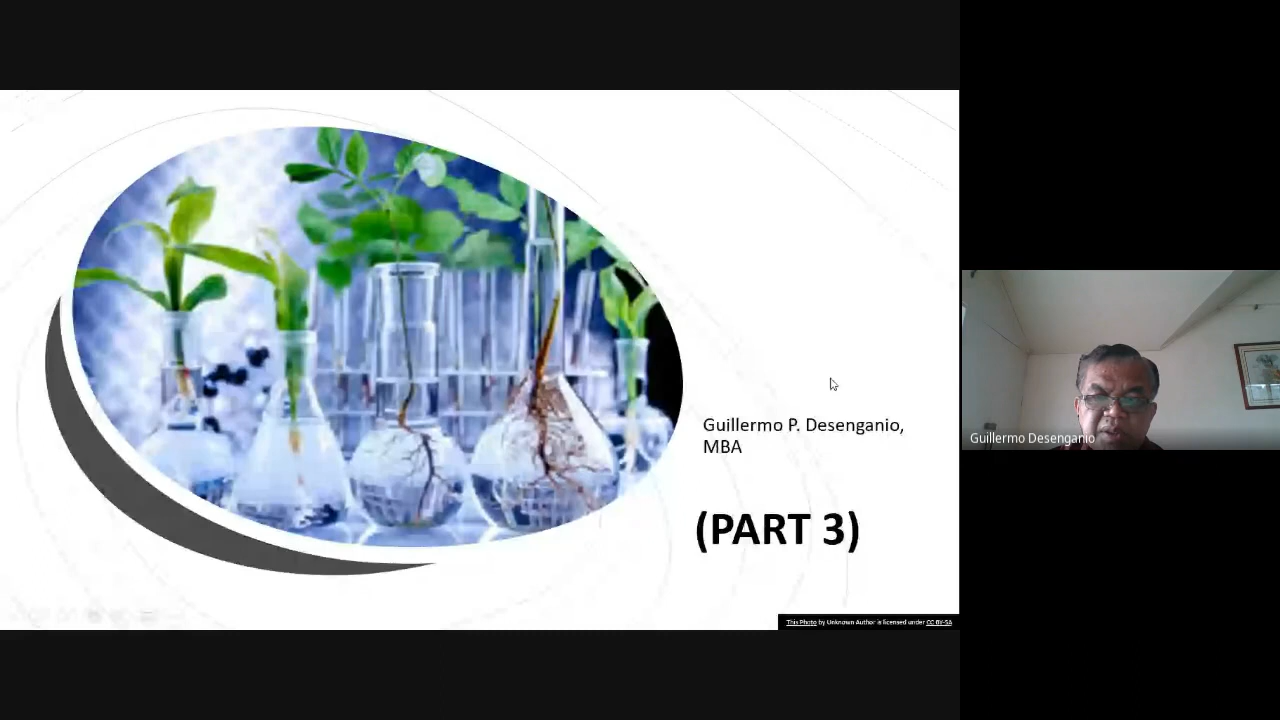 Guillermo P. Desenganio,
MBA
(PART 3)
This Photo by Unknown Author is licensed under CC BY-SA
Guillermo Desenganio